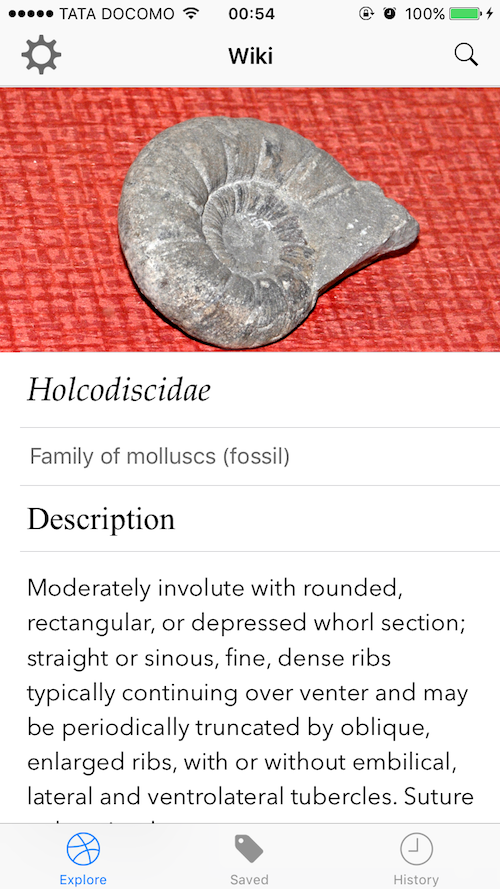 TATA DOCOMO 00:54 100%
Wiki
Holcodiscidae
Family of molluscs (fossil)
Description
Moderately involute with rounded,
rectangular, or depressed whorl section;
straight or sinous, fine, dense ribs
typically continuing over venter and may
be periodically truncated by oblique,
enlarged ribs, with or without embilical,
lateral and ventrolateral tubercles. Suture
Explore Saved History